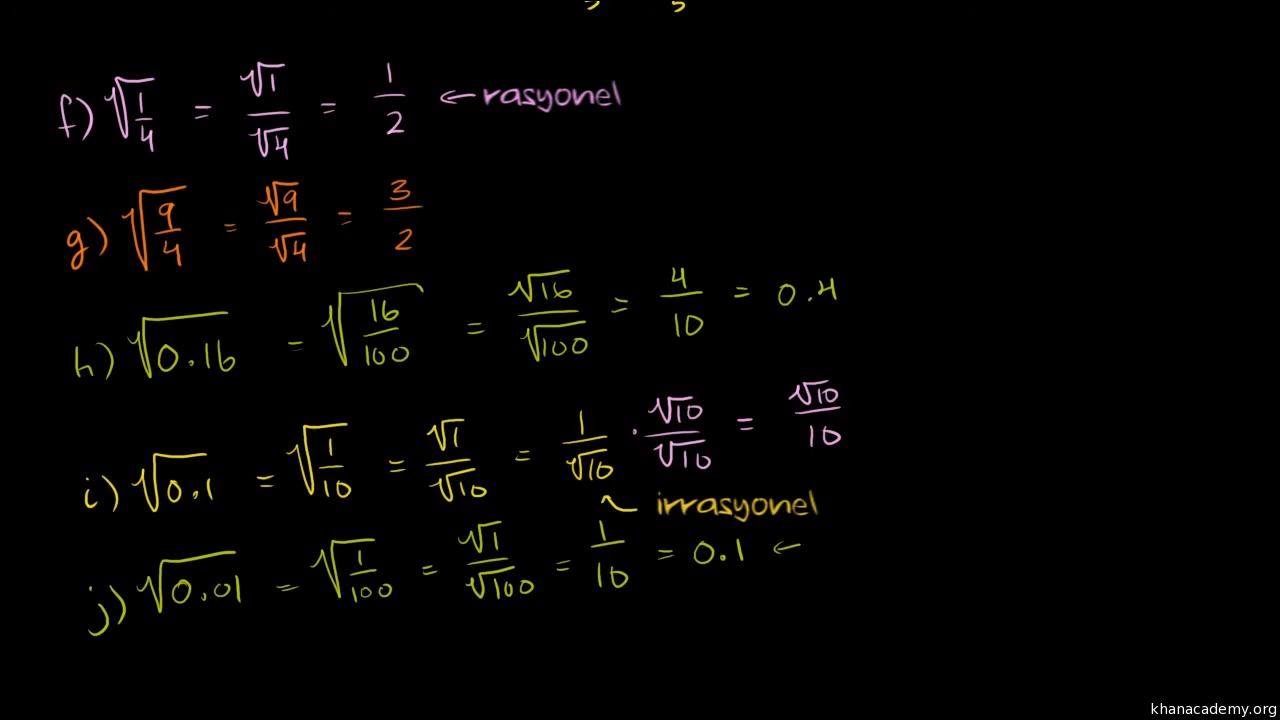 f) √(1/4) = √1/√4 = 1/2 ← rasyonel
g) √(9/4) = √9/√4 = 3/2
h) √0.16 = √(16/100) = √16/√100 = 4/10 = 0.4
i) √0.1 = √(1/10) = √1/√10 = 1/√10 · √10/√10 = √10/10
irrasyonel
j) √0.01 = √(1/100) = √1/√100 = 1/10 = 0.1 ←
khanacademy.org